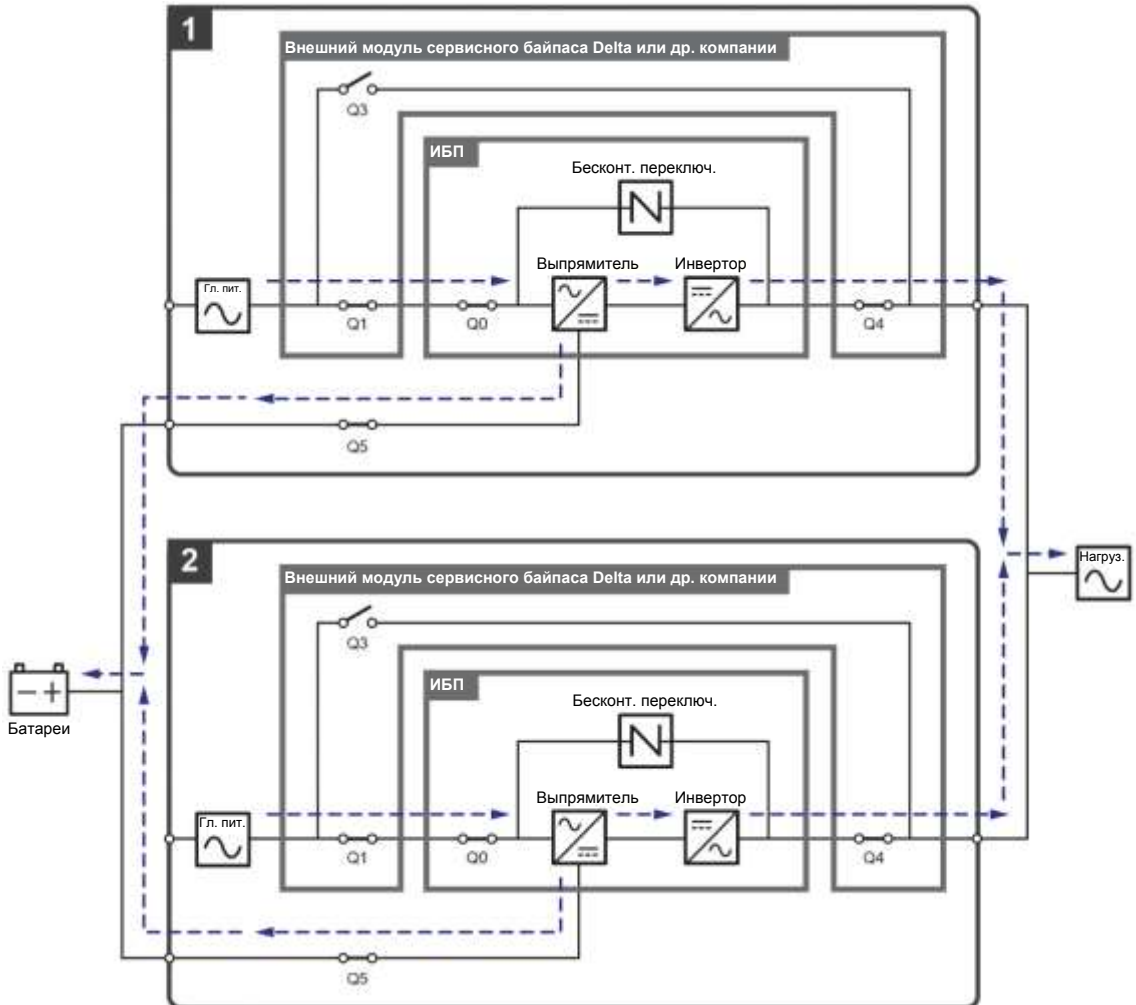 1
Внешний модуль сервисного байпаса Delta или др. компании
Q3
ИБП
Бесконт. переключ.
Гл. пит.
Выпрямитель
Инвертор
Q1
Q0
Q4
Q5
2
Внешний модуль сервисного байпаса Delta или др. компании
Нагруз.
Q3
ИБП
Бесконт. переключ.
Батареи
Гл. пит.
Выпрямитель
Инвертор
Q1
Q0
Q4
Q5